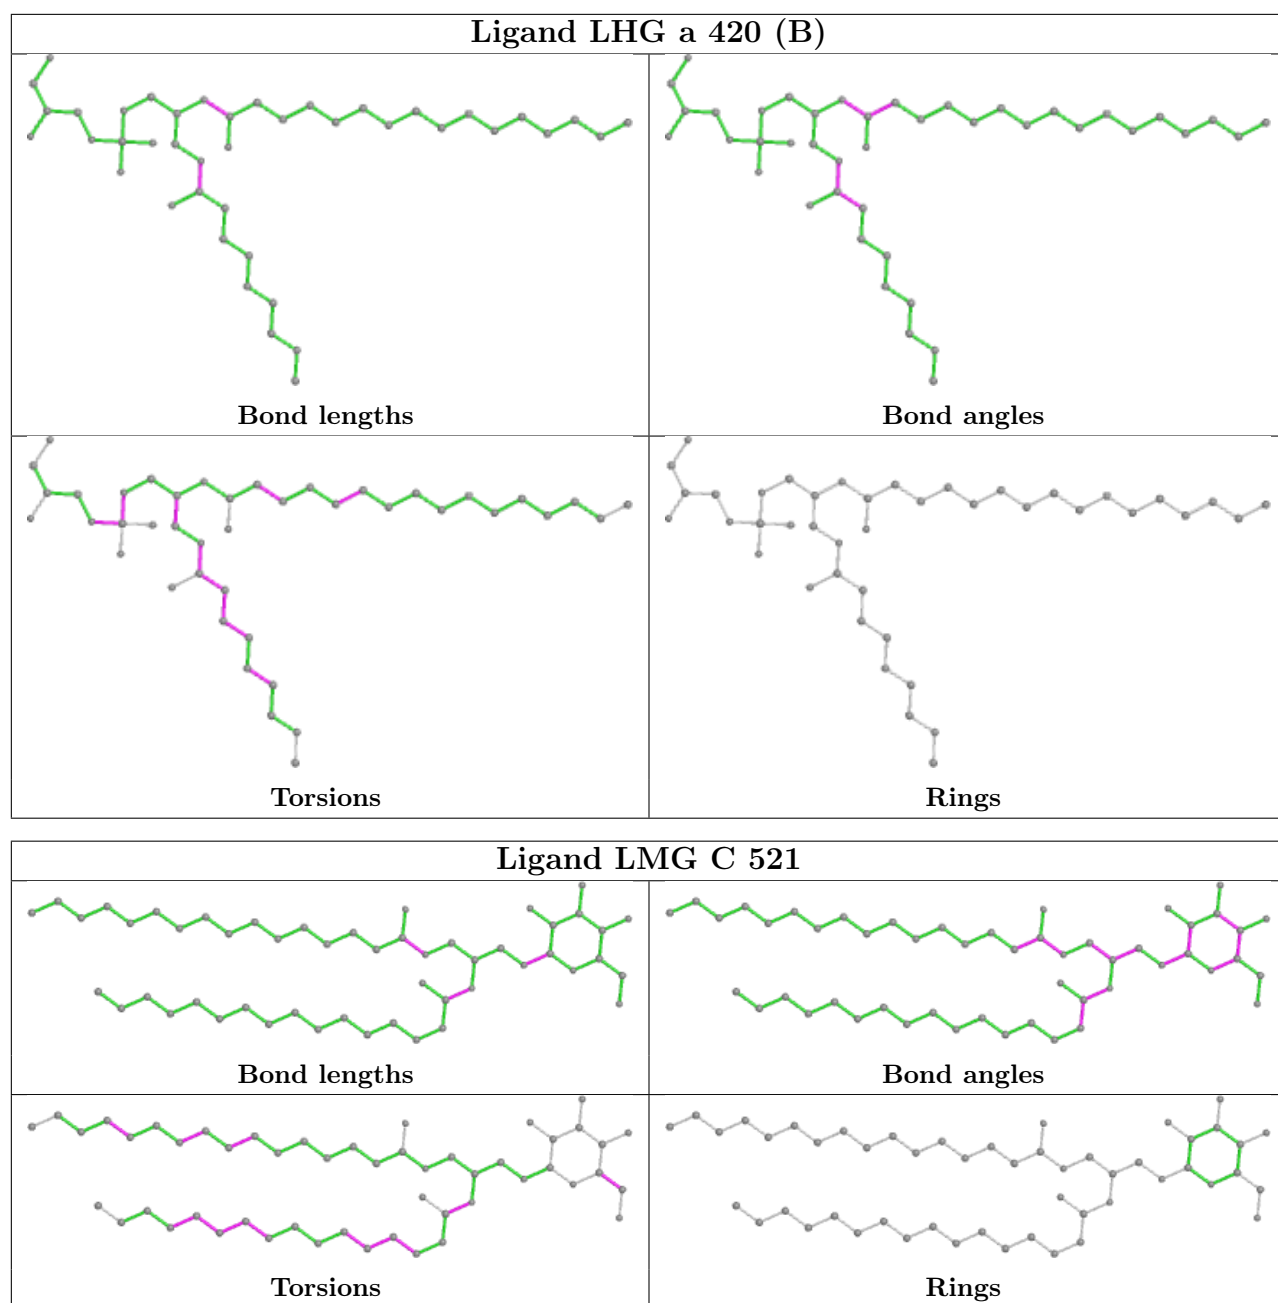 Ligand LHG a 420 (B)
Bond lengths
Bond angles
Torsions
Rings
Ligand LMG C 521
Bond lengths
Bond angles
Torsions
Rings